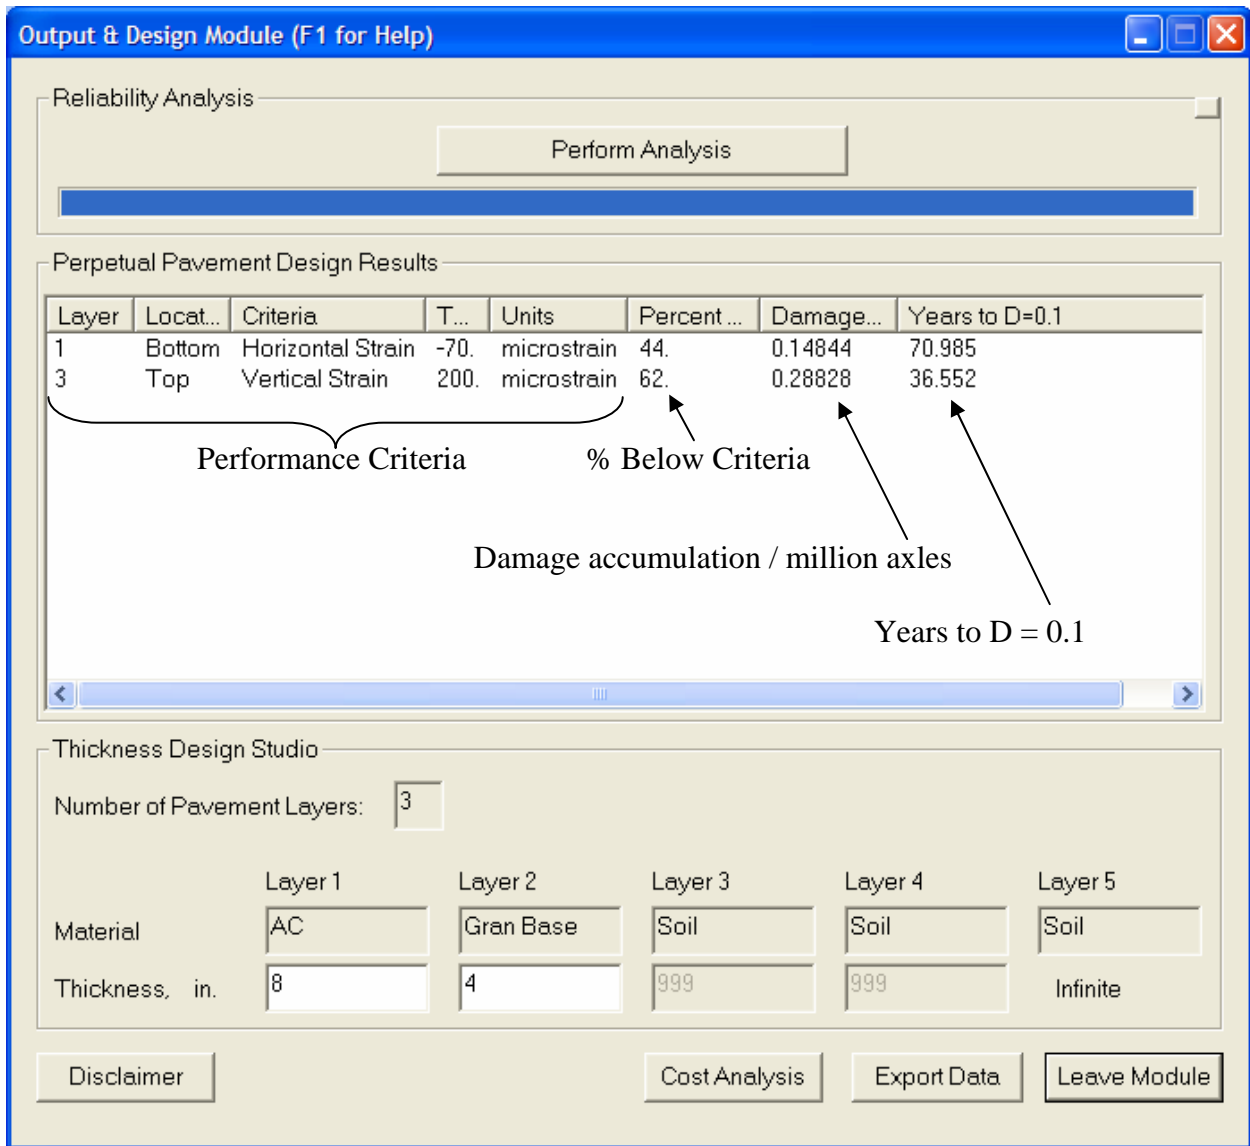 Output & Design Module (F1 for Help)
Reliability Analysis
Perform Analysis
Perpetual Pavement Design Results
Layer Locat... Criteria T... Units Percent ... Damage... Years to D=0.1
1 Bottom Horizontal Strain -70. microstrain 44. 0.14844 70.985
3 Top Vertical Strain 200. microstrain 62. 0.28828 36.552
Performance Criteria % Below Criteria
Damage accumulation / million axles
Years to D = 0.1
Thickness Design Studio
Number of Pavement Layers: 3
Layer 1 Layer 2 Layer 3 Layer 4 Layer 5
Material AC Gran Base Soil Soil Soil
Thickness, in. 8 4 999 999 Infinite
Disclaimer Cost Analysis Export Data Leave Module